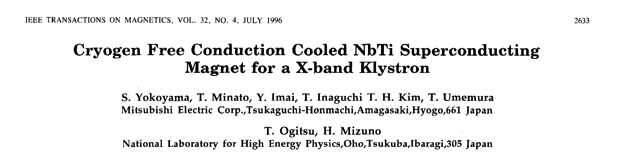 IEEE TRANSACTIONS ON MAGNETICS, VOL. 32, NO. 4, JULY 1996 2633
Cryogen Free Conduction Cooled NbTi Superconducting
Magnet for a X-band Klystron
S. Yokoyama, T. Minato, Y. Imai, T. Inaguchi T. H. Kim, T. Umemura
Mitsubishi Electric Corp.,Tsukaguchi-Honmachi,Amagasaki,Hyogo,661 Japan
T. Ogitsu, H. Mizuno
National Laboratory for High Energy Physics,Oho,Tsukuba,Ibaragi,305 Japan